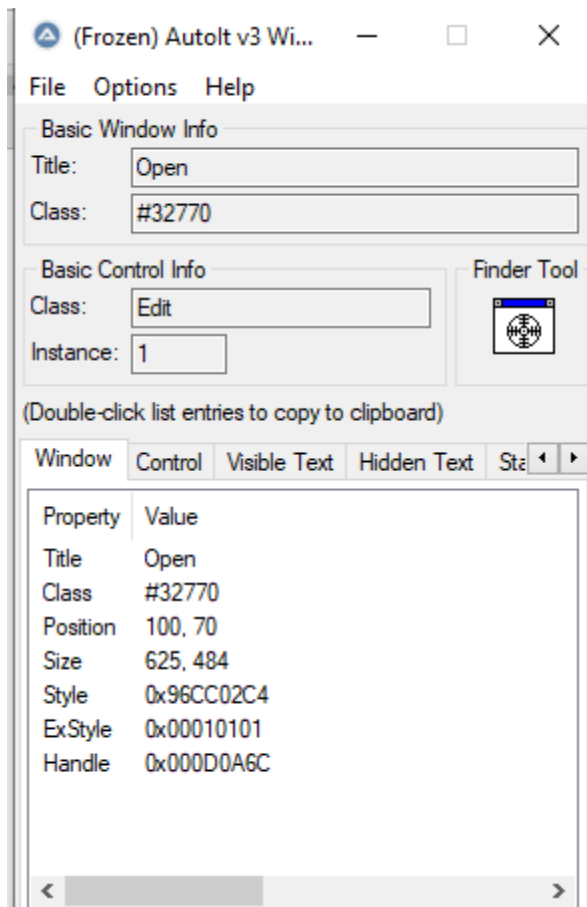 (Frozen) AutoIt v3 Wi...
File Options Help
Basic Window Info
Title: Open
Class: #32770
Basic Control Info
Finder Tool
Class: Edit
Instance: 1
(Double-click list entries to copy to clipboard)
Window Control Visible Text Hidden Text Sta
Property Value
Title Open
Class #32770
Position 100, 70
Size 625, 484
Style 0x96CC02C4
ExStyle 0x00010101
Handle 0x000D0A6C